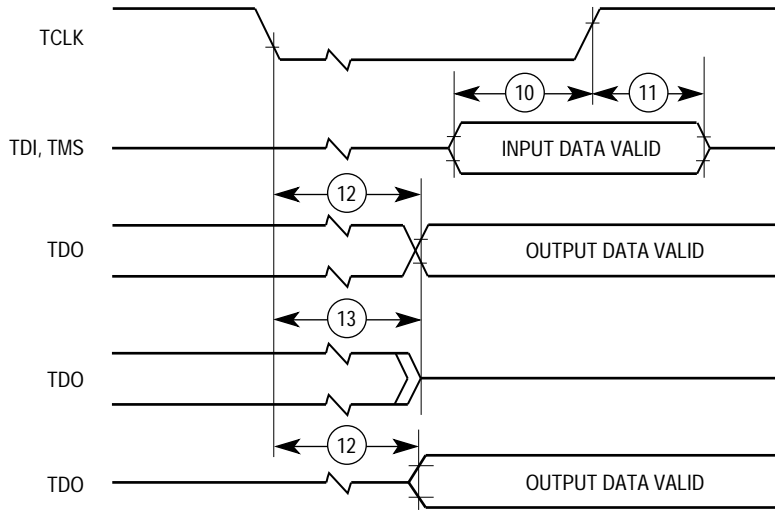 TCLK
10
11
TDI, TMS
INPUT DATA VALID
12
TDO
OUTPUT DATA VALID
13
TDO
12
TDO
OUTPUT DATA VALID